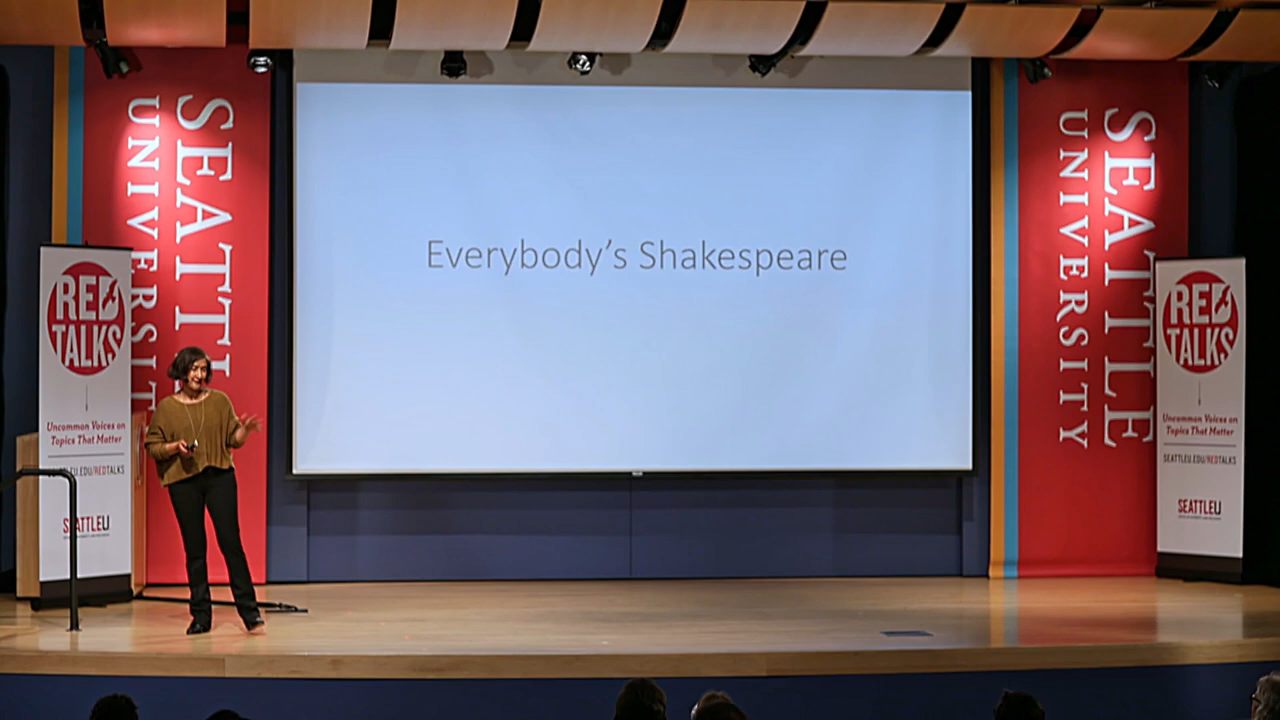 SEATTLE
UNIVERSITY
RED
TALKS
Uncommon Voices on
Topics That Matter
SEATTLEU.EDU/REDTALKS
SEATTLEU
Everybody's Shakespeare
SEATTLE
UNIVERSITY
RED
TALKS
Uncommon Voices on
Topics That Matter
SEATTLEU.EDU/REDTALKS
SEATTLEU